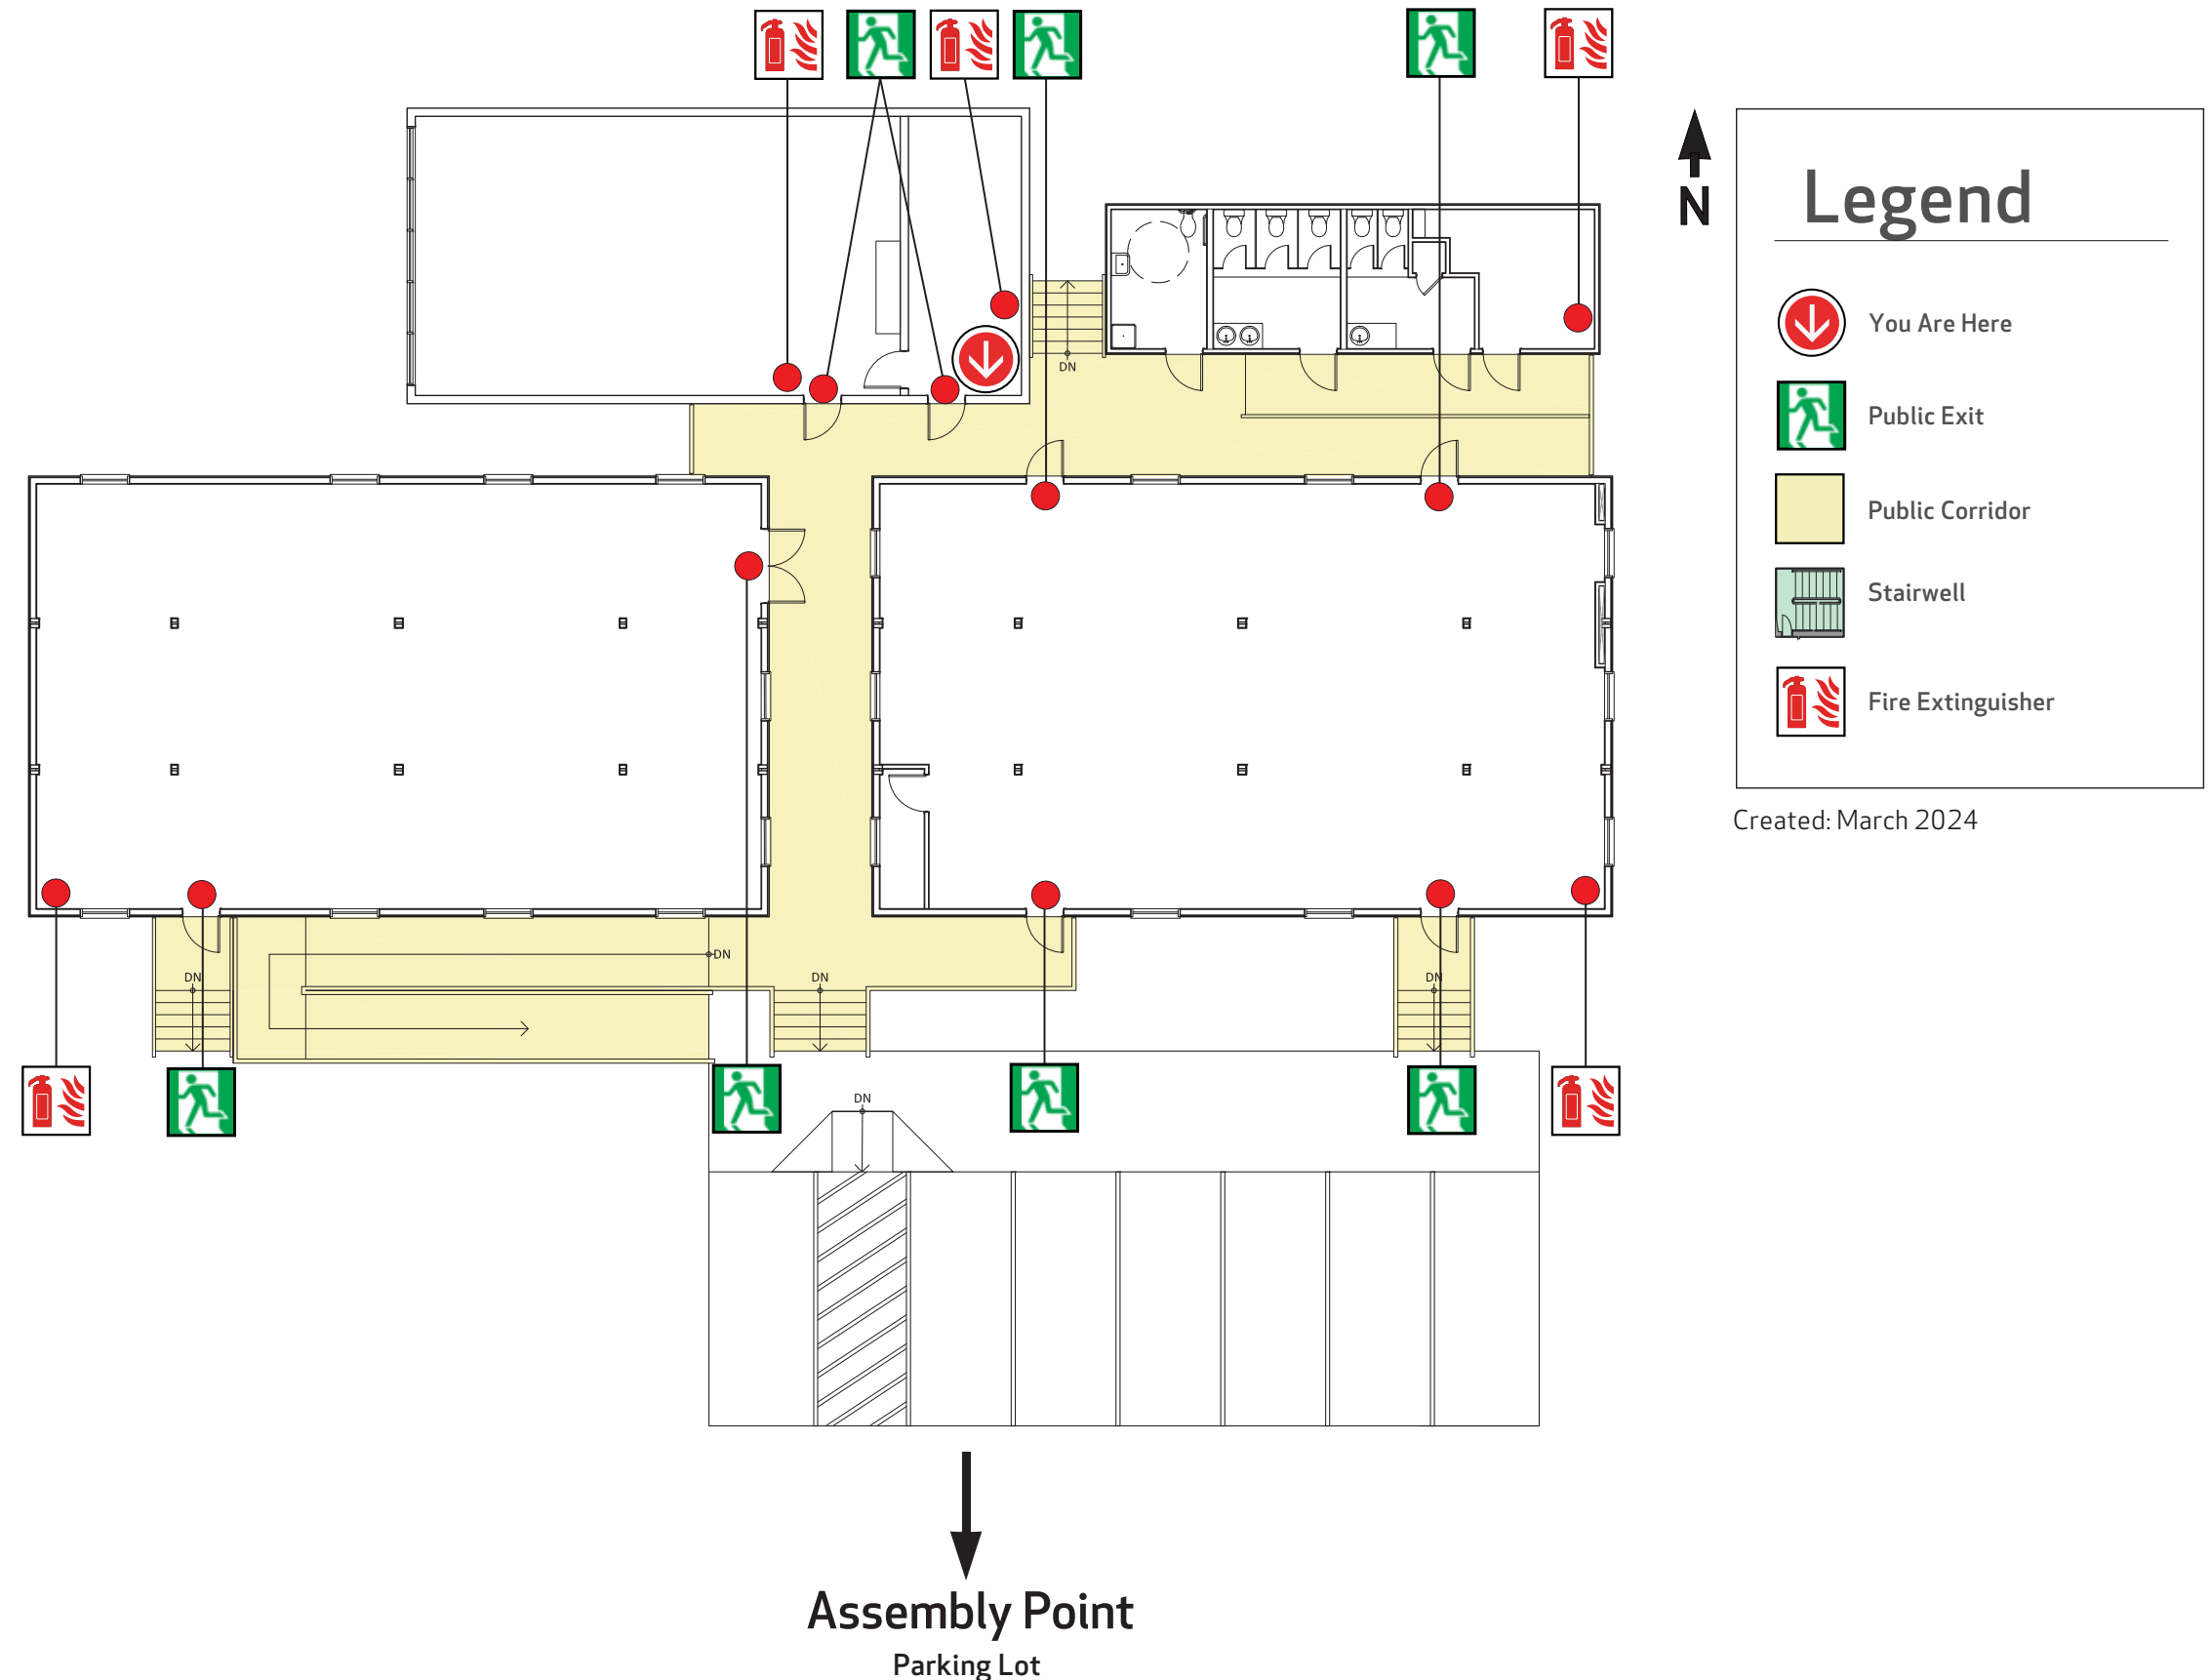 N
Legend
You Are Here
Public Exit
Public Corridor
Stairwell
Fire Extinguisher
Created: March 2024
DN
DN
DN
DN
DN
DN
Assembly Point
Parking Lot